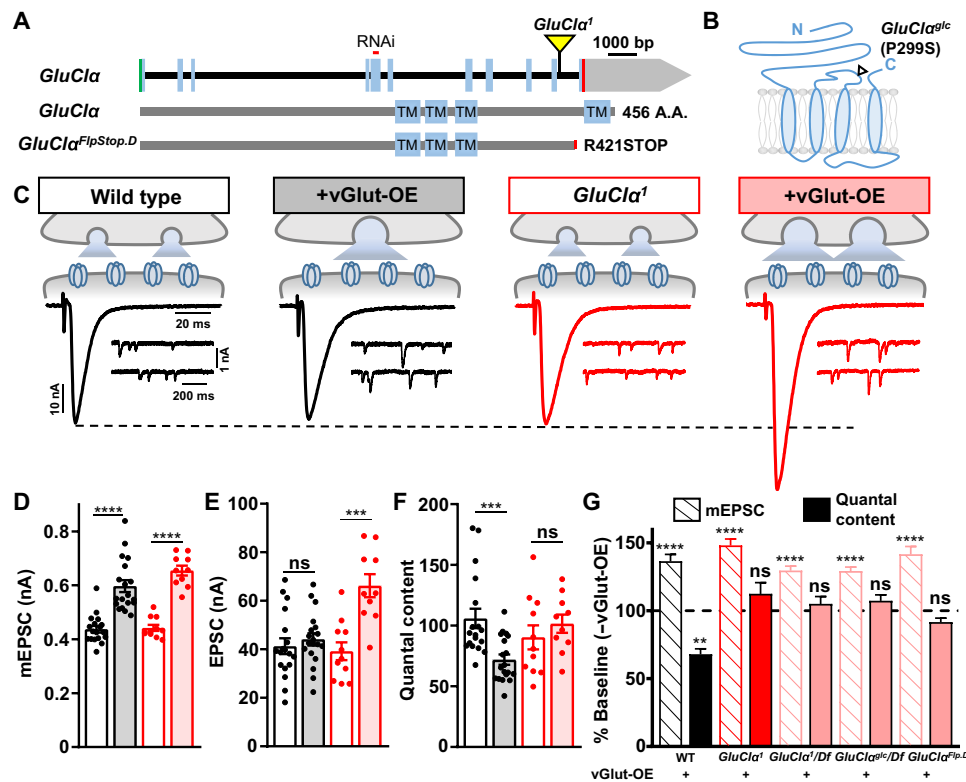 A
GluClα¹
RNAi
1000 bp
GluClα
GluClα
TM
TM
TM
TM
456 A.A.
GluClα^FlpStop.D
TM
TM
TM
R421STOP
B
GluClα^glc
(P299S)
N
C
C
Wild type
+vGlut-OE
GluClα¹
+vGlut-OE
20 ms
1 nA
10 nA
200 ms
D
mEPSC (nA)
0.8
0.6
0.4
0.2
0.0
****
****
E
EPSC (nA)
100
80
60
40
20
0
ns
***
F
Quantal content
200
150
100
50
0
***
ns
G
mEPSC
Quantal
content
% Baseline (–vGlut-OE)
150
100
50
0
****
**
****
ns
****
ns
****
ns
****
ns
WT
GluClα¹
GluClα¹/Df
GluClα^glc/Df
GluClα^Flp.D
vGlut-OE
+
+
+
+
+